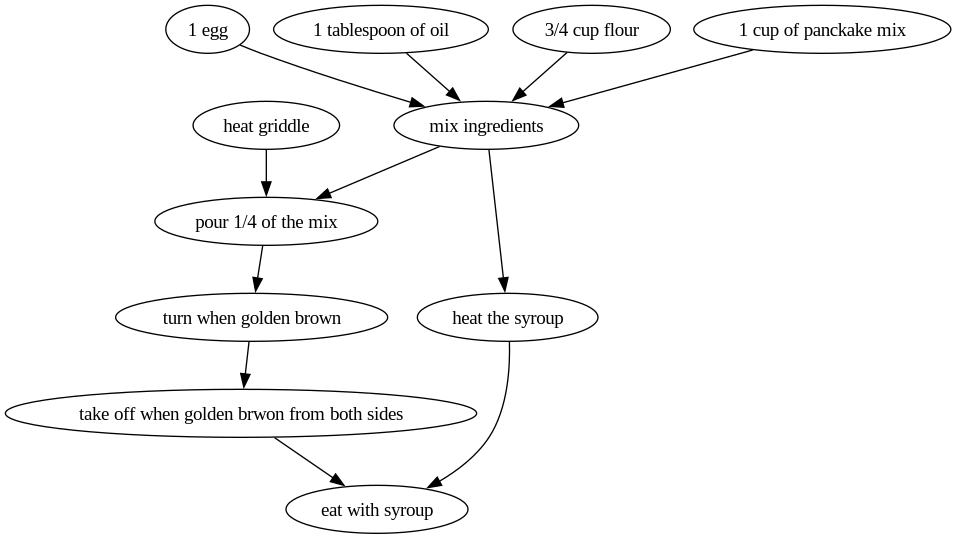 1 egg
1 tablespoon of oil
3/4 cup flour
1 cup of panckake mix
heat griddle
mix ingredients
pour 1/4 of the mix
turn when golden brown
heat the syroup
take off when golden brwon from both sides
eat with syroup